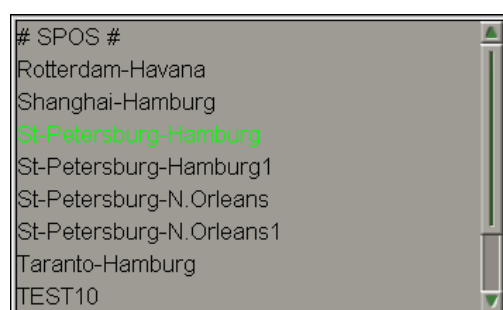 # SPOS #
Rotterdam-Havana
Shanghai-Hamburg
St-Petersburg-Hamburg
St-Petersburg-Hamburg1
St-Petersburg-N.Orleans
St-Petersburg-N.Orleans1
Taranto-Hamburg
TEST10